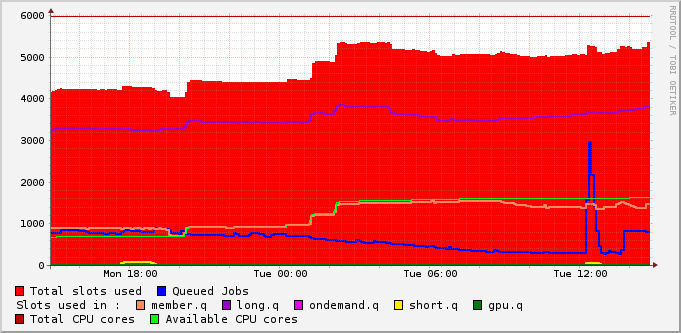 6000
5000
4000
3000
2000
1000
0
Mon 18:00 Tue 00:00 Tue 06:00 Tue 12:00
Total slots used Queued Jobs
Slots used in : member.q long.q ondemand.q short.q gpu.q
Total CPU cores Available CPU cores
RRDTOOL / TOBI OETIKER